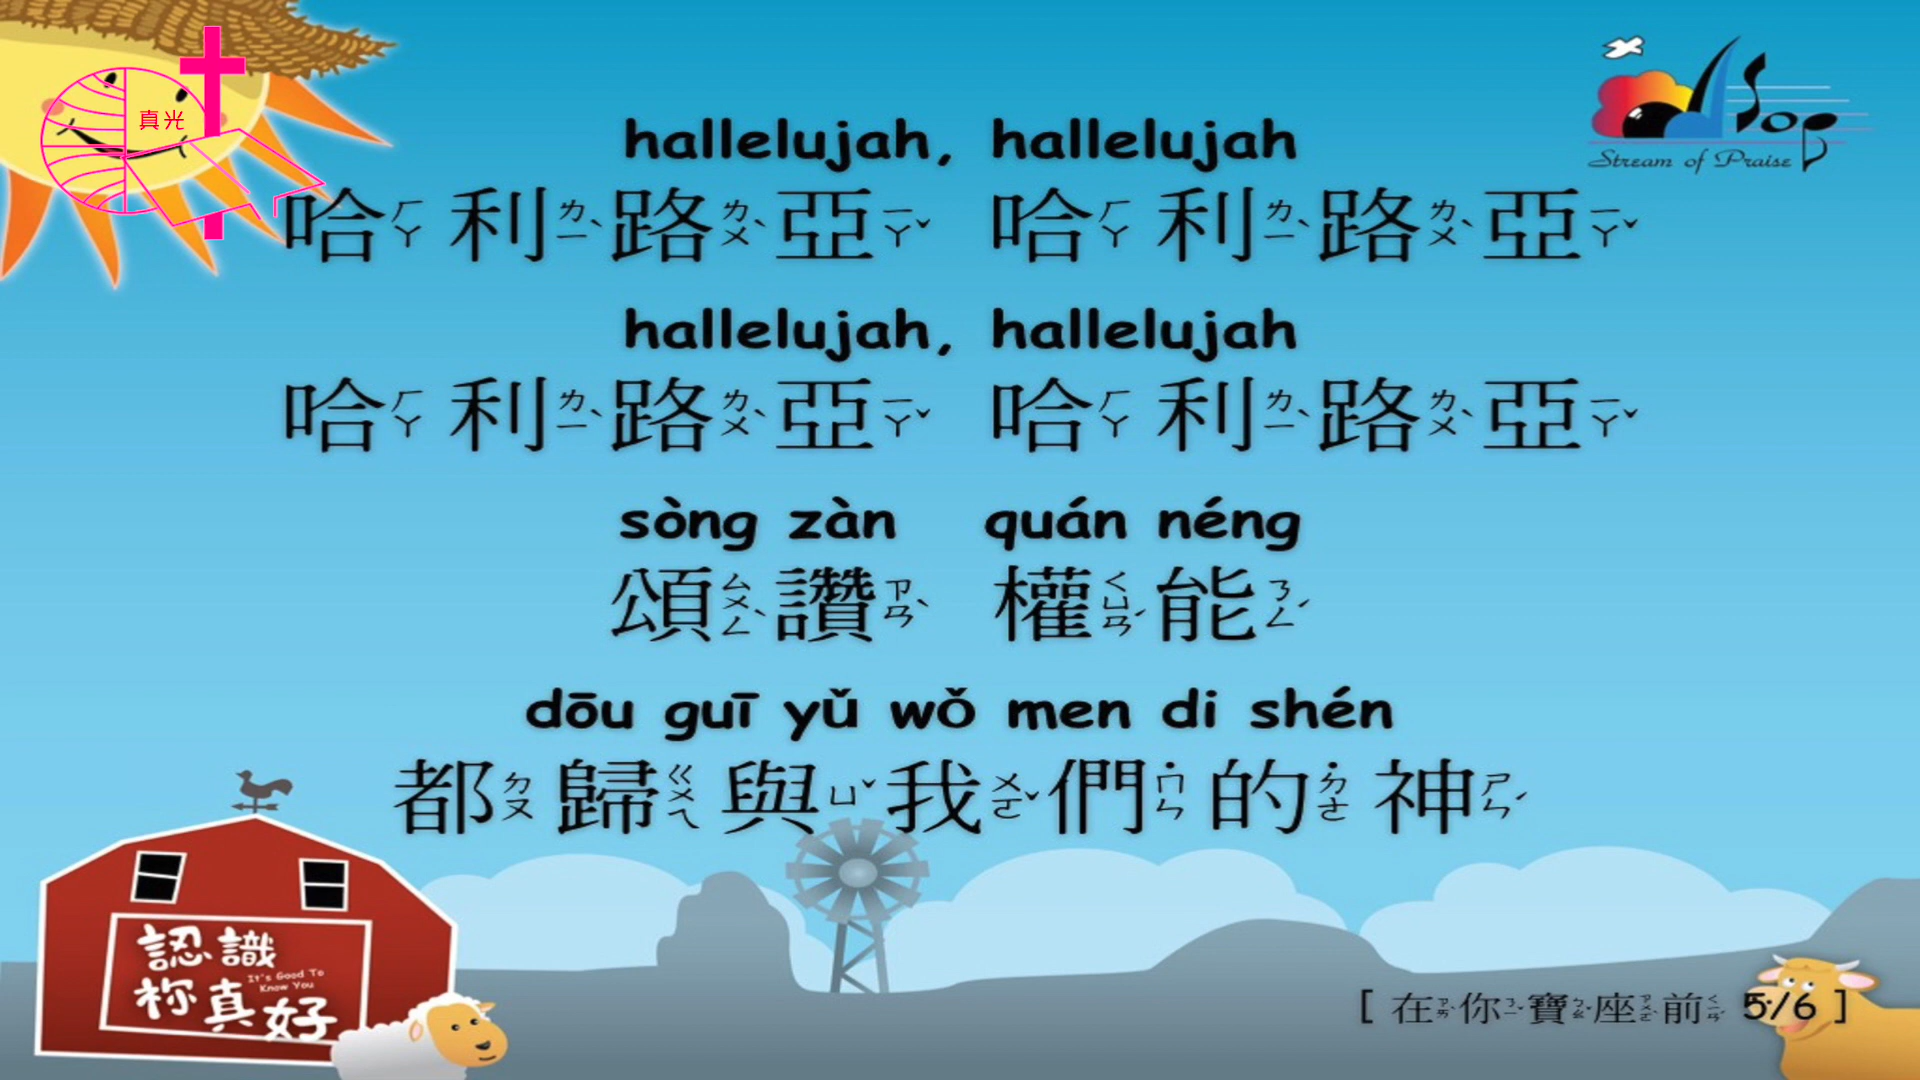 真光
Sop
Stream of Praise
hallelujah, hallelujah
哈ㄏㄚ 利ㄌㄧˋ 路ㄌㄨˋ 亞ㄧㄚˇ 哈ㄏㄚ 利ㄌㄧˋ 路ㄌㄨˋ 亞ㄧㄚˇ
hallelujah, hallelujah
哈ㄏㄚ 利ㄌㄧˋ 路ㄌㄨˋ 亞ㄧㄚˇ 哈ㄏㄚ 利ㄌㄧˋ 路ㄌㄨˋ 亞ㄧㄚˇ
sòng zàn quán néng
頌ㄙㄨㄥˋ 讚ㄗㄢˋ 權ㄑㄩㄢˊ 能ㄋㄥˊ
dōu guī yǔ wǒ men di shén
都ㄉㄡ 歸ㄍㄨㄟ 與ㄩˇ 我ㄨㄛˇ 們˙ㄇㄣ 的˙ㄉㄜ 神ㄕㄣˊ
認識
祢真好
It's Good To
Know You
[ 在ㄗㄞˋ 你ㄋㄧˇ 寶ㄅㄠˇ 座ㄗㄨㄛˋ 前ㄑㄧㄢˊ 5/6 ]